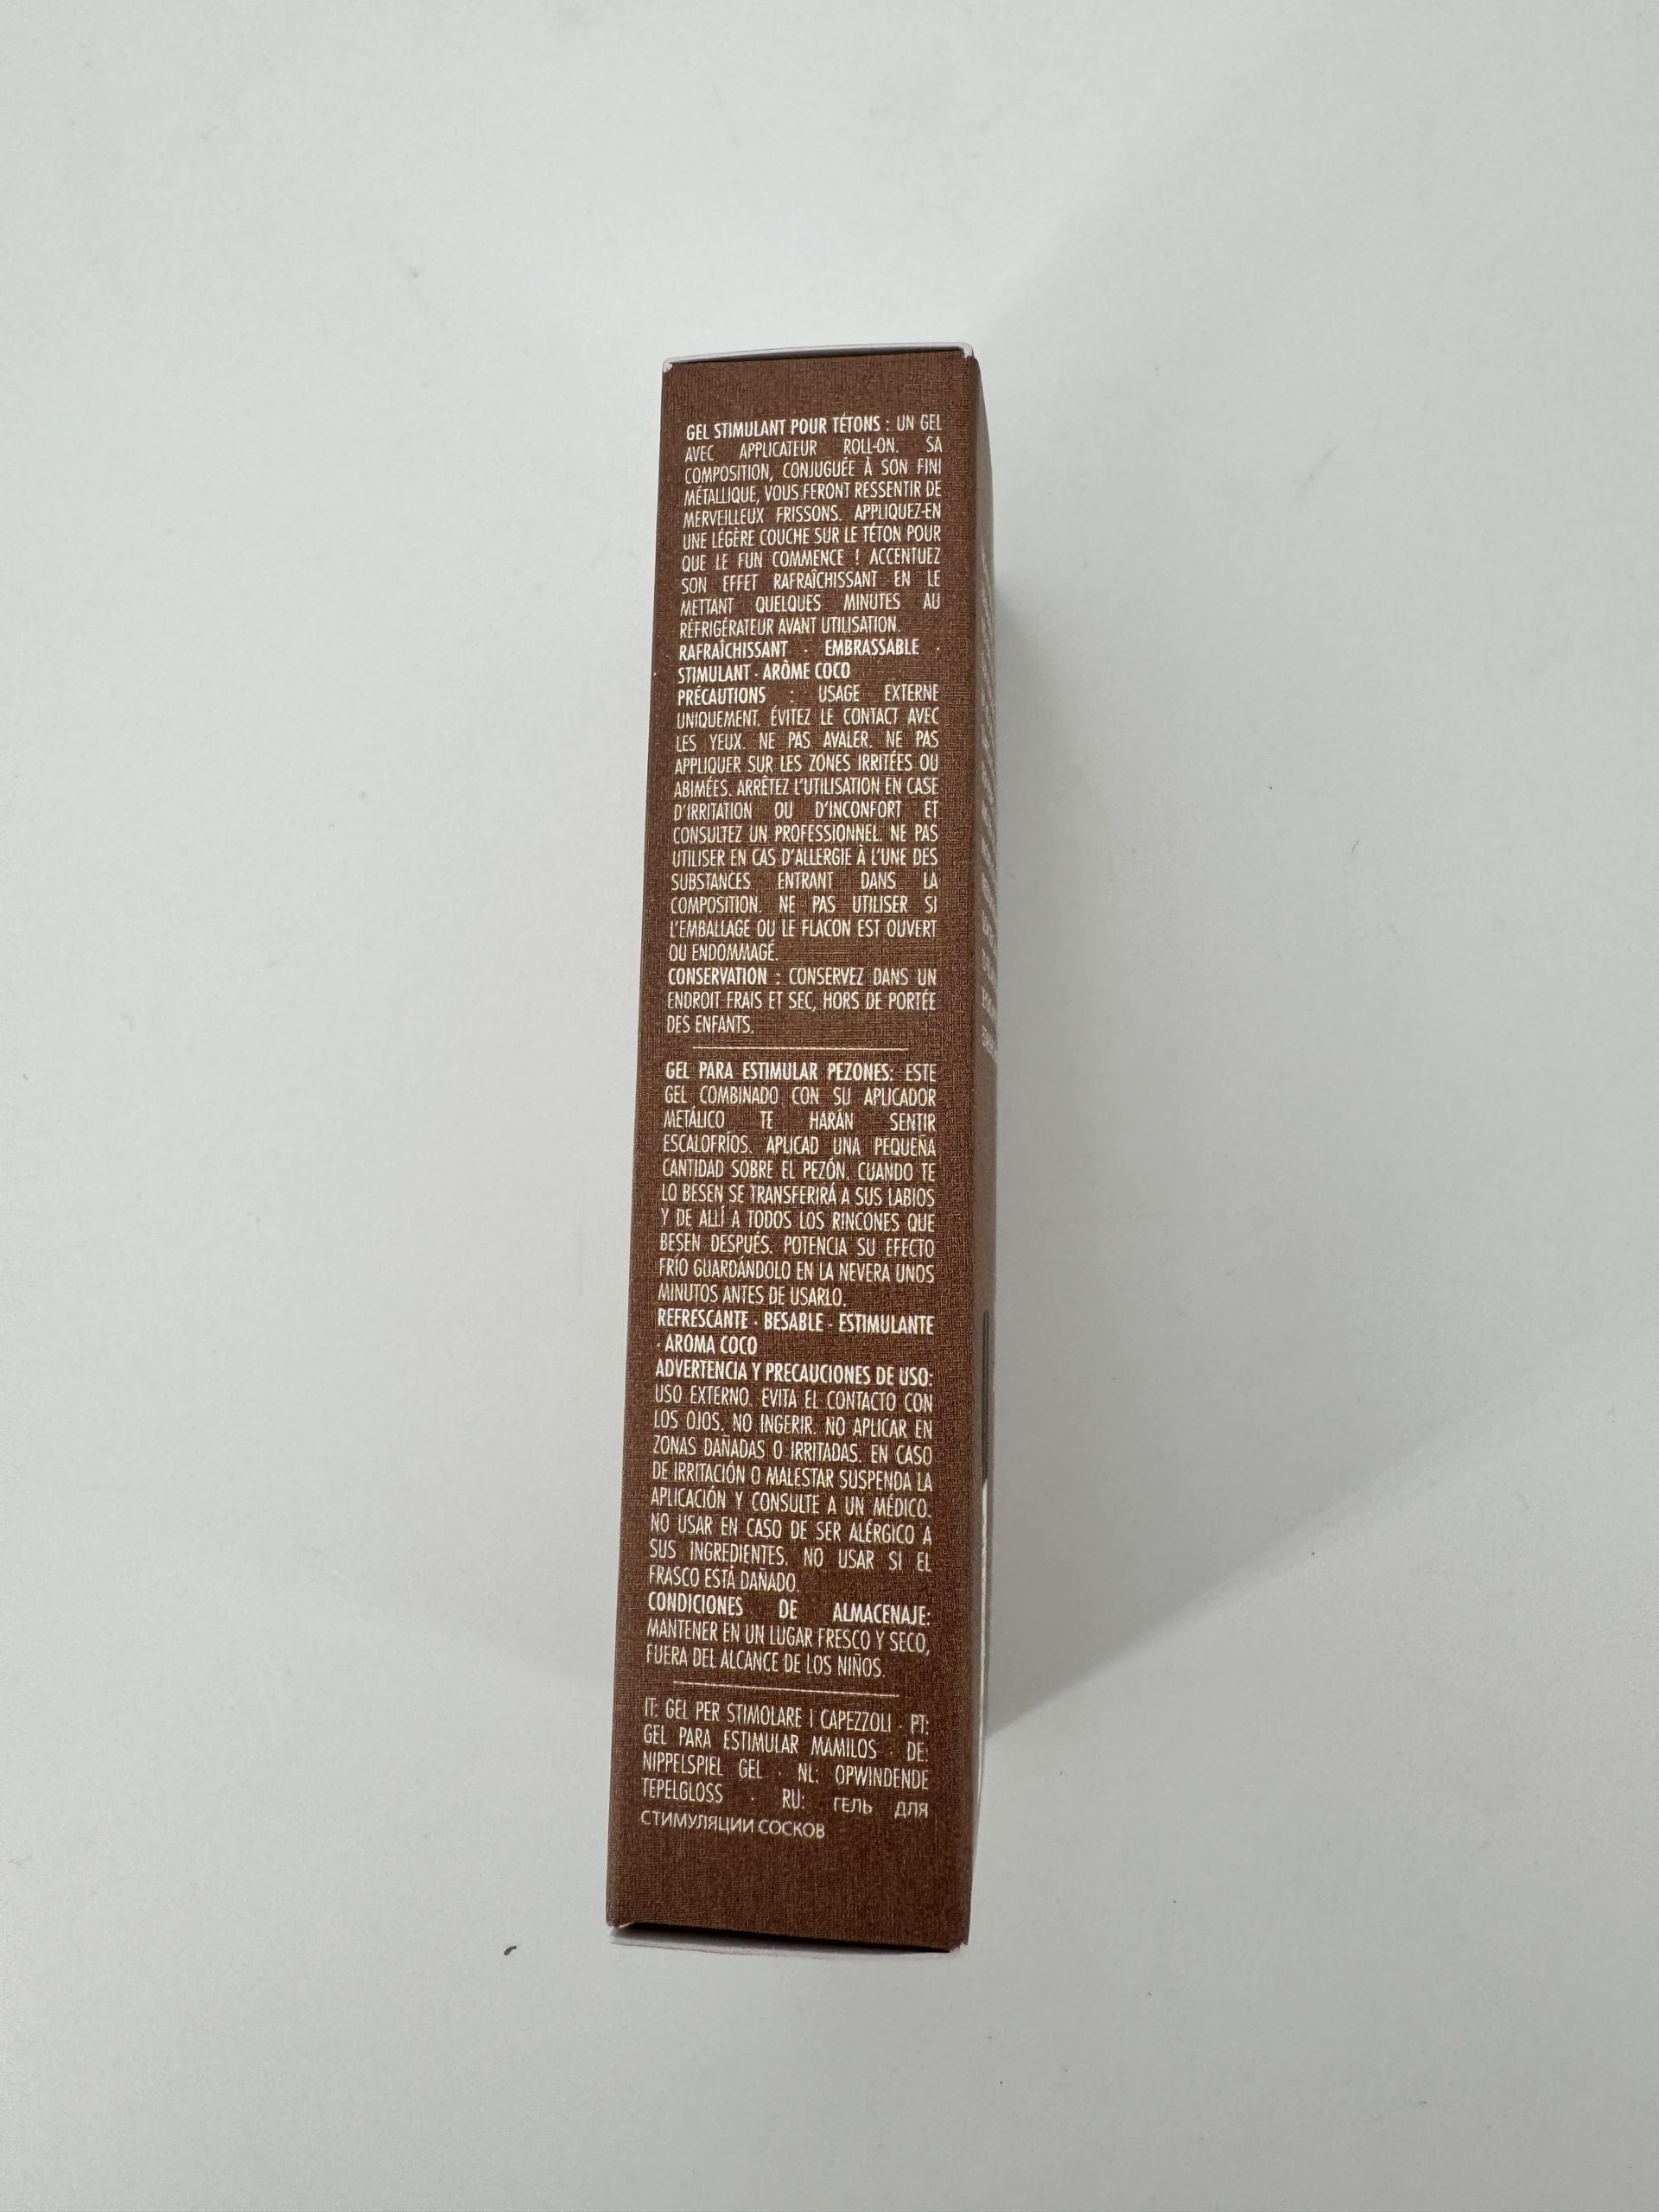 GEL STIMULANT POUR TÉTONS : UN GEL
AVEC APPLICATEUR ROLL-ON. SA
COMPOSITION, CONJUGUÉE À SON FINI
MÉTALLIQUE, VOUS FERONT RESSENTIR DE
MERVEILLEUX FRISSONS. APPLIQUEZ-EN
UNE LÉGÈRE COUCHE SUR LE TÉTON POUR
QUE LE FUN COMMENCE ! ACCENTUEZ
SON EFFET RAFRAÎCHISSANT EN LE
METTANT QUELQUES MINUTES AU
RÉFRIGÉRATEUR AVANT UTILISATION.
RAFRAÎCHISSANT · EMBRASSABLE ·
STIMULANT · ARÔME COCO
PRÉCAUTIONS : USAGE EXTERNE
UNIQUEMENT. ÉVITEZ LE CONTACT AVEC
LES YEUX. NE PAS AVALER. NE PAS
APPLIQUER SUR LES ZONES IRRITÉES OU
ABIMÉES. ARRÊTEZ L'UTILISATION EN CASE
D'IRRITATION OU D'INCONFORT ET
CONSULTEZ UN PROFESSIONNEL. NE PAS
UTILISER EN CAS D'ALLERGIE À L'UNE DES
SUBSTANCES ENTRANT DANS LA
COMPOSITION. NE PAS UTILISER SI
L'EMBALLAGE OU LE FLACON EST OUVERT
OU ENDOMMAGÉ.
CONSERVATION : CONSERVEZ DANS UN
ENDROIT FRAIS ET SEC, HORS DE PORTÉE
DES ENFANTS.
GEL PARA ESTIMULAR PEZONES: ESTE
GEL COMBINADO CON SU APLICADOR
METÁLICO TE HARÁN SENTIR
ESCALOFRÍOS. APLICAD UNA PEQUEÑA
CANTIDAD SOBRE EL PEZÓN. CUANDO TE
LO BESEN SE TRANSFERIRÁ A SUS LABIOS
Y DE ALLÍ A TODOS LOS RINCONES QUE
BESEN DESPUÉS. POTENCIA SU EFECTO
FRÍO GUARDÁNDOLO EN LA NEVERA UNOS
MINUTOS ANTES DE USARLO.
REFRESCANTE · BESABLE · ESTIMULANTE
· AROMA COCO
ADVERTENCIA Y PRECAUCIONES DE USO:
USO EXTERNO. EVITA EL CONTACTO CON
LOS OJOS. NO INGERIR. NO APLICAR EN
ZONAS DAÑADAS O IRRITADAS. EN CASO
DE IRRITACIÓN O MALESTAR SUSPENDA LA
APLICACIÓN Y CONSULTE A UN MÉDICO.
NO USAR EN CASO DE SER ALÉRGICO A
SUS INGREDIENTES. NO USAR SI EL
FRASCO ESTÁ DAÑADO.
CONDICIONES DE ALMACENAJE:
MANTENER EN UN LUGAR FRESCO Y SECO,
FUERA DEL ALCANCE DE LOS NIÑOS.
IT: GEL PER STIMOLARE I CAPEZZOLI · PT:
GEL PARA ESTIMULAR MAMILOS · DE:
NIPPELSPIEL GEL · NL: OPWINDENDE
TEPELGLOSS · RU: ГЕЛЬ ДЛЯ
СТИМУЛЯЦИИ СОСКОВ